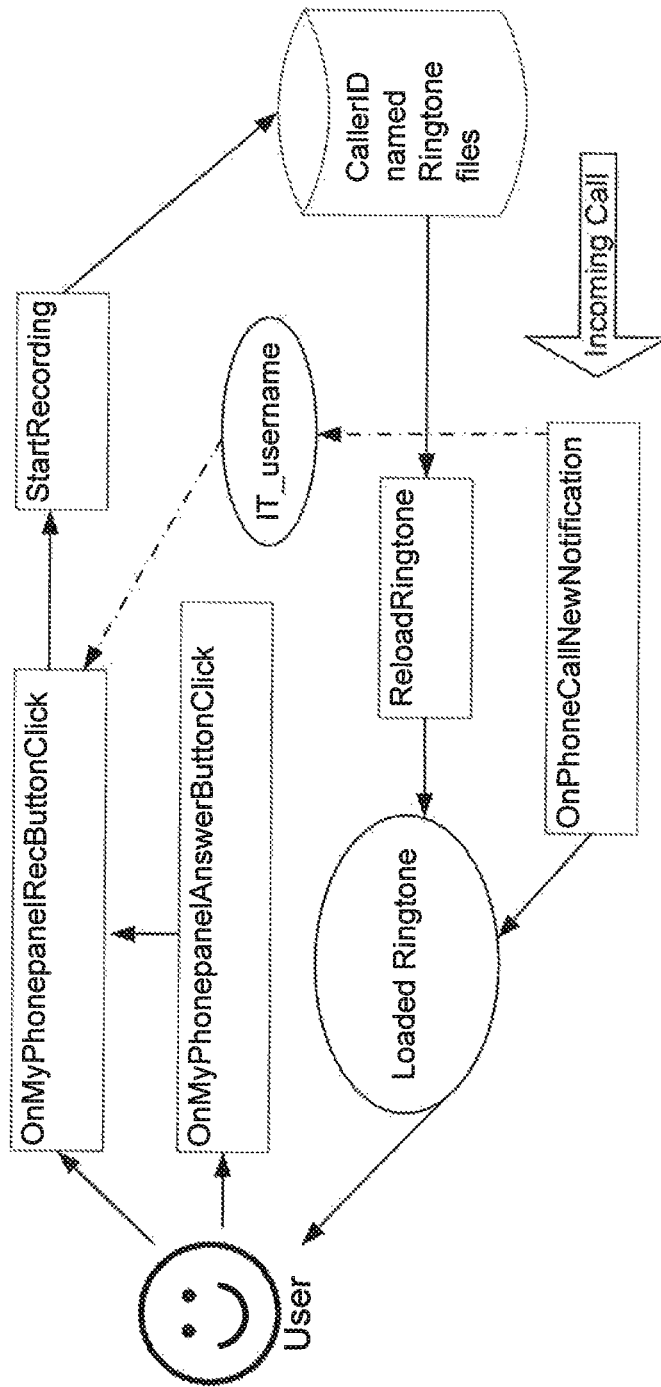 OnMyPhonepanelRecButtonClick
StartRecording
OnMyPhonepanelAnswerButtonClick
IT_username
User
CallerID
named
Ringtone
files
Loaded Ringtone
ReloadRingtone
OnPhoneCallNewNotification
Incoming Call